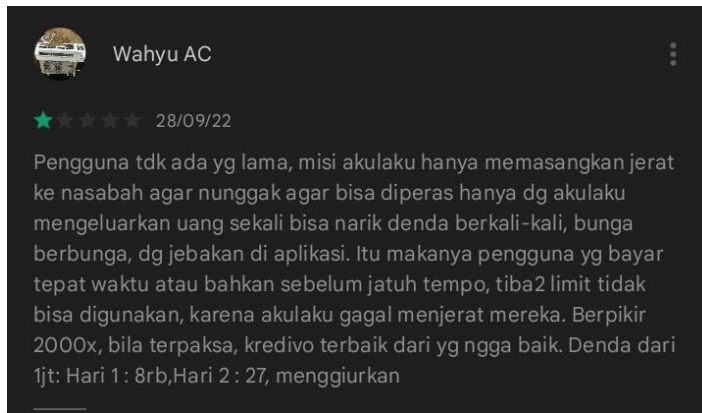 Wahyu AC
28/09/22
Pengguna tdk ada yg lama, misi akulaku hanya memasangkan jerat
ke nasabah agar nunggak agar bisa diperas hanya dg akulaku
mengeluarkan uang sekali bisa narik denda berkali-kali, bunga
berbunga, dg jebakan di aplikasi. Itu makanya pengguna yg bayar
tepat waktu atau bahkan sebelum jatuh tempo, tiba2 limit tidak
bisa digunakan, karena akulaku gagal menjerat mereka. Berpikir
2000x, bila terpaksa, kredivo terbaik dari yg ngga baik. Denda dari
1jt: Hari 1 : 8rb,Hari 2 : 27, menggiurkan